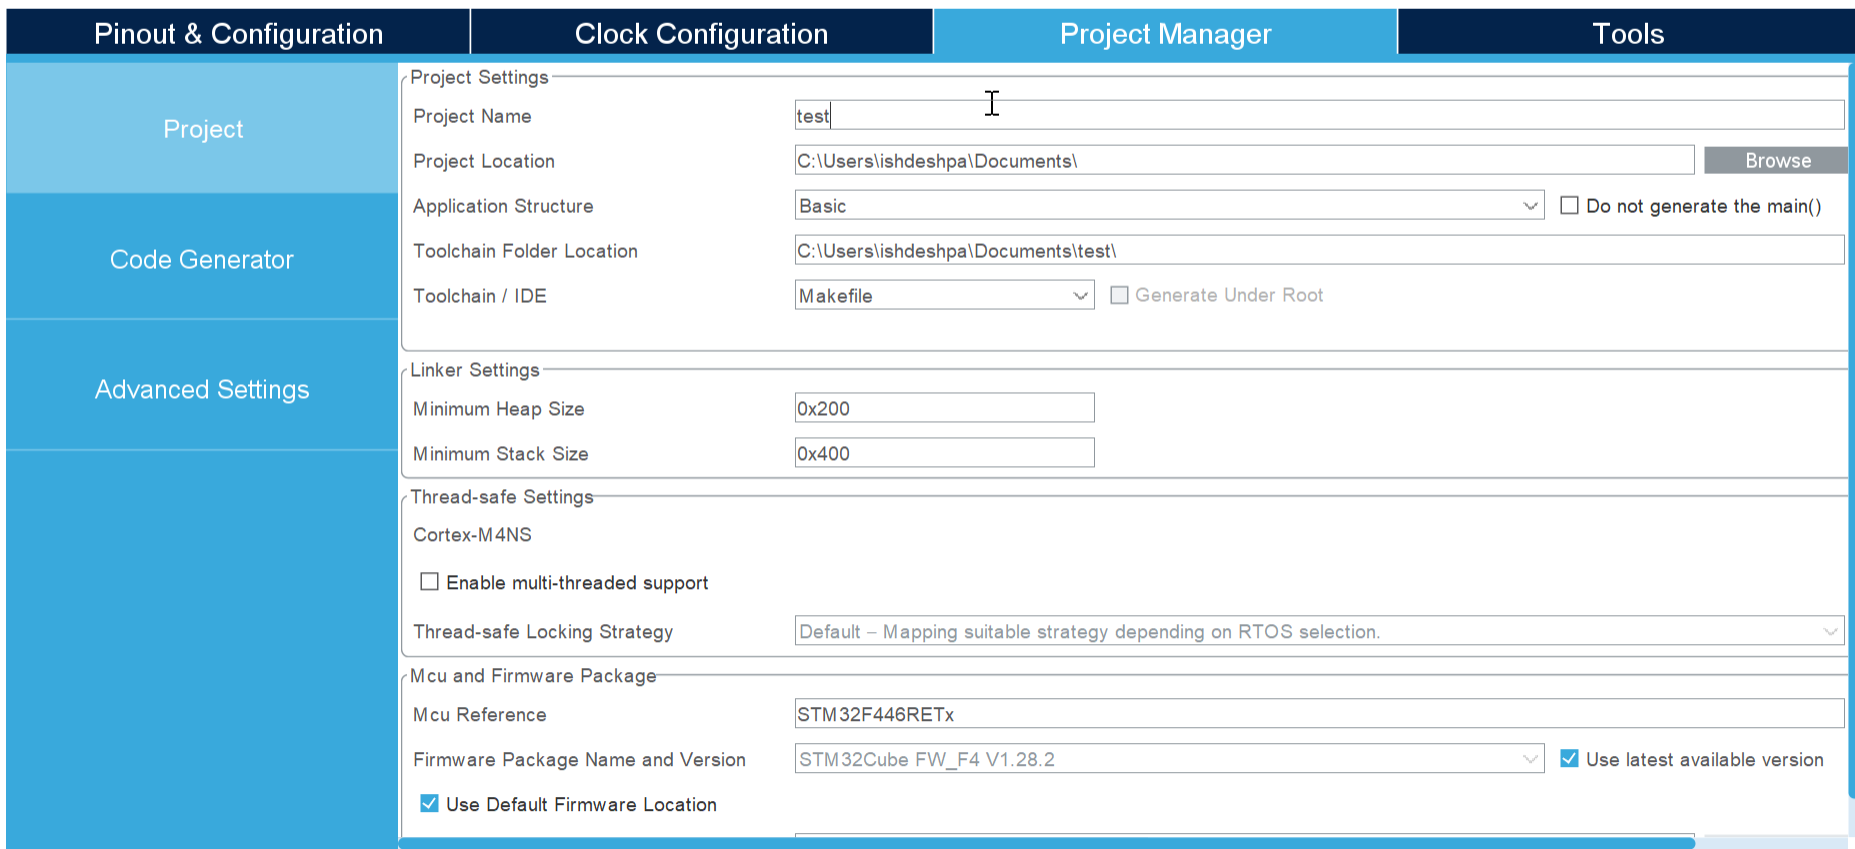 Pinout & Configuration
Clock Configuration
Project Manager
Tools
Project
Code Generator
Advanced Settings
Project Settings
Project Name
test
Project Location
C:\Users\ishdeshpa\Documents\
Browse
Application Structure
Basic
Do not generate the main()
Toolchain Folder Location
C:\Users\ishdeshpa\Documents\test\
Toolchain / IDE
Makefile
Generate Under Root
Linker Settings
Minimum Heap Size
0x200
Minimum Stack Size
0x400
Thread-safe Settings
Cortex-M4NS
Enable multi-threaded support
Thread-safe Locking Strategy
Default – Mapping suitable strategy depending on RTOS selection.
Mcu and Firmware Package
Mcu Reference
STM32F446RETx
Firmware Package Name and Version
STM32Cube FW_F4 V1.28.2
Use latest available version
Use Default Firmware Location